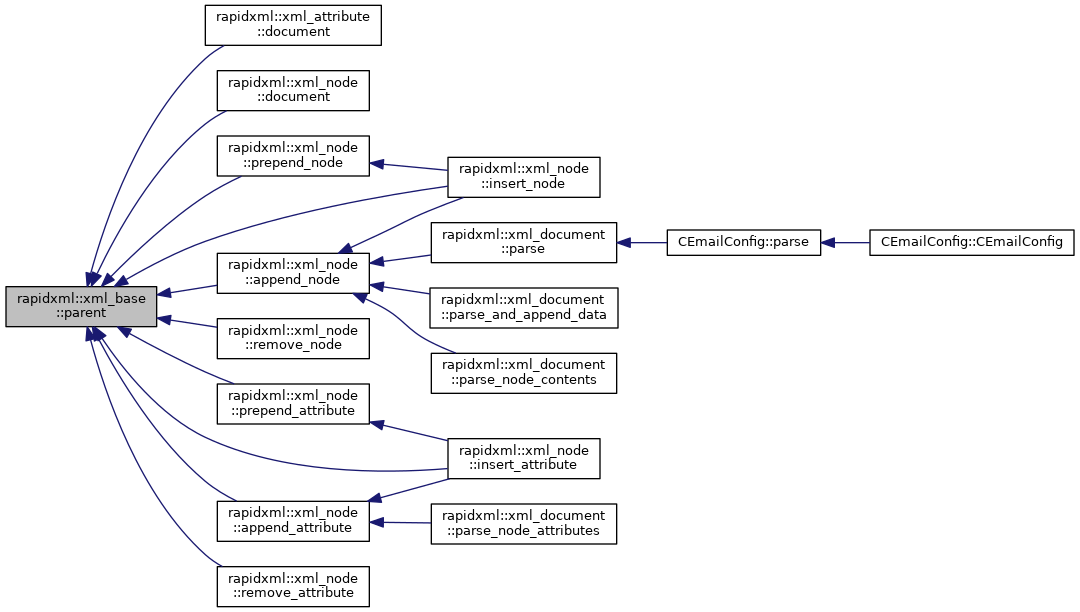 rapidxml::xml_attribute
::document
rapidxml::xml_node
::document
rapidxml::xml_node
::prepend_node
rapidxml::xml_node
::insert_node
rapidxml::xml_document
::parse
CEmailConfig::parse
CEmailConfig::CEmailConfig
rapidxml::xml_node
::append_node
rapidxml::xml_base
::parent
rapidxml::xml_document
::parse_and_append_data
rapidxml::xml_node
::remove_node
rapidxml::xml_document
::parse_node_contents
rapidxml::xml_node
::prepend_attribute
rapidxml::xml_node
::insert_attribute
rapidxml::xml_node
::append_attribute
rapidxml::xml_document
::parse_node_attributes
rapidxml::xml_node
::remove_attribute